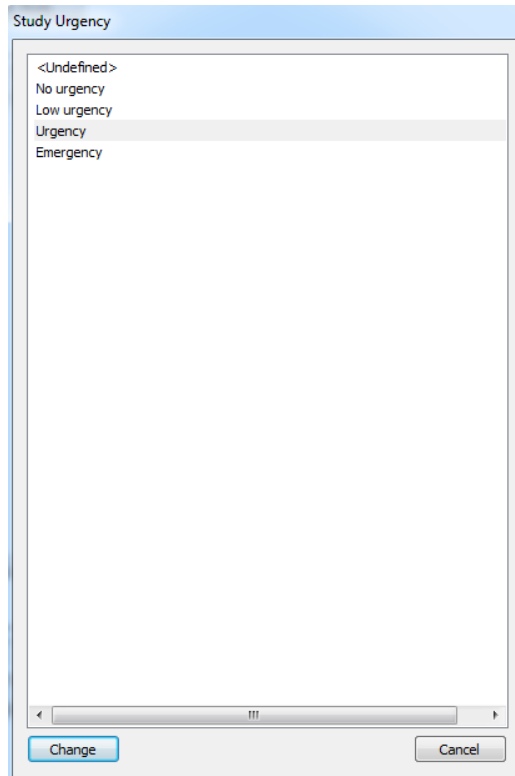 Study Urgency
<Undefined>
No urgency
Low urgency
Urgency
Emergency
Change
Cancel